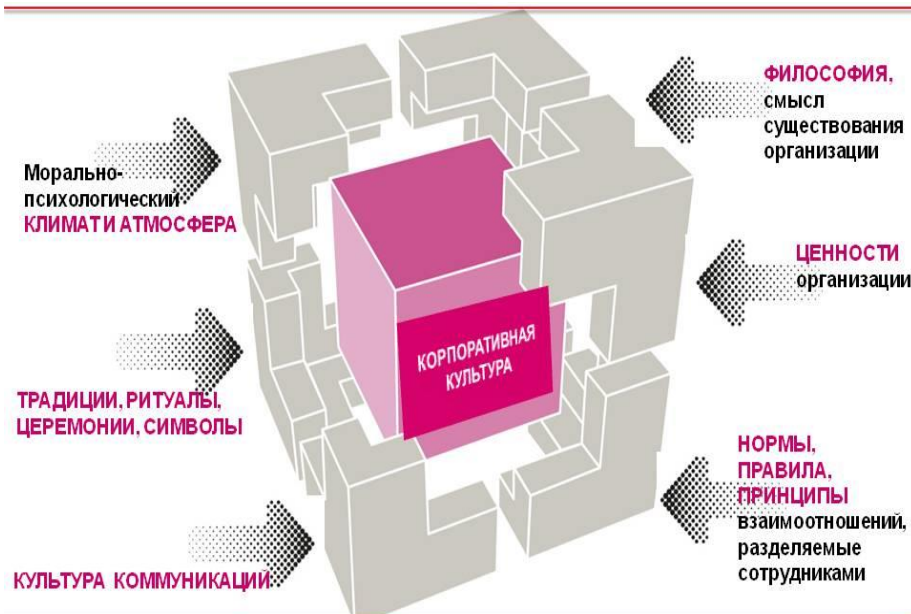 Морально-
психологический
КЛИМАТ И АТМОСФЕРА
ТРАДИЦИИ, РИТУАЛЫ,
ЦЕРЕМОНИИ, СИМВОЛЫ
КУЛЬТУРА КОММУНИКАЦИЙ
КОРПОРАТИВНАЯ
КУЛЬТУРА
ФИЛОСОФИЯ,
смысл
существования
организации
ЦЕННОСТИ
организации
НОРМЫ,
ПРАВИЛА,
ПРИНЦИПЫ
взаимоотношений,
разделяемые
сотрудниками